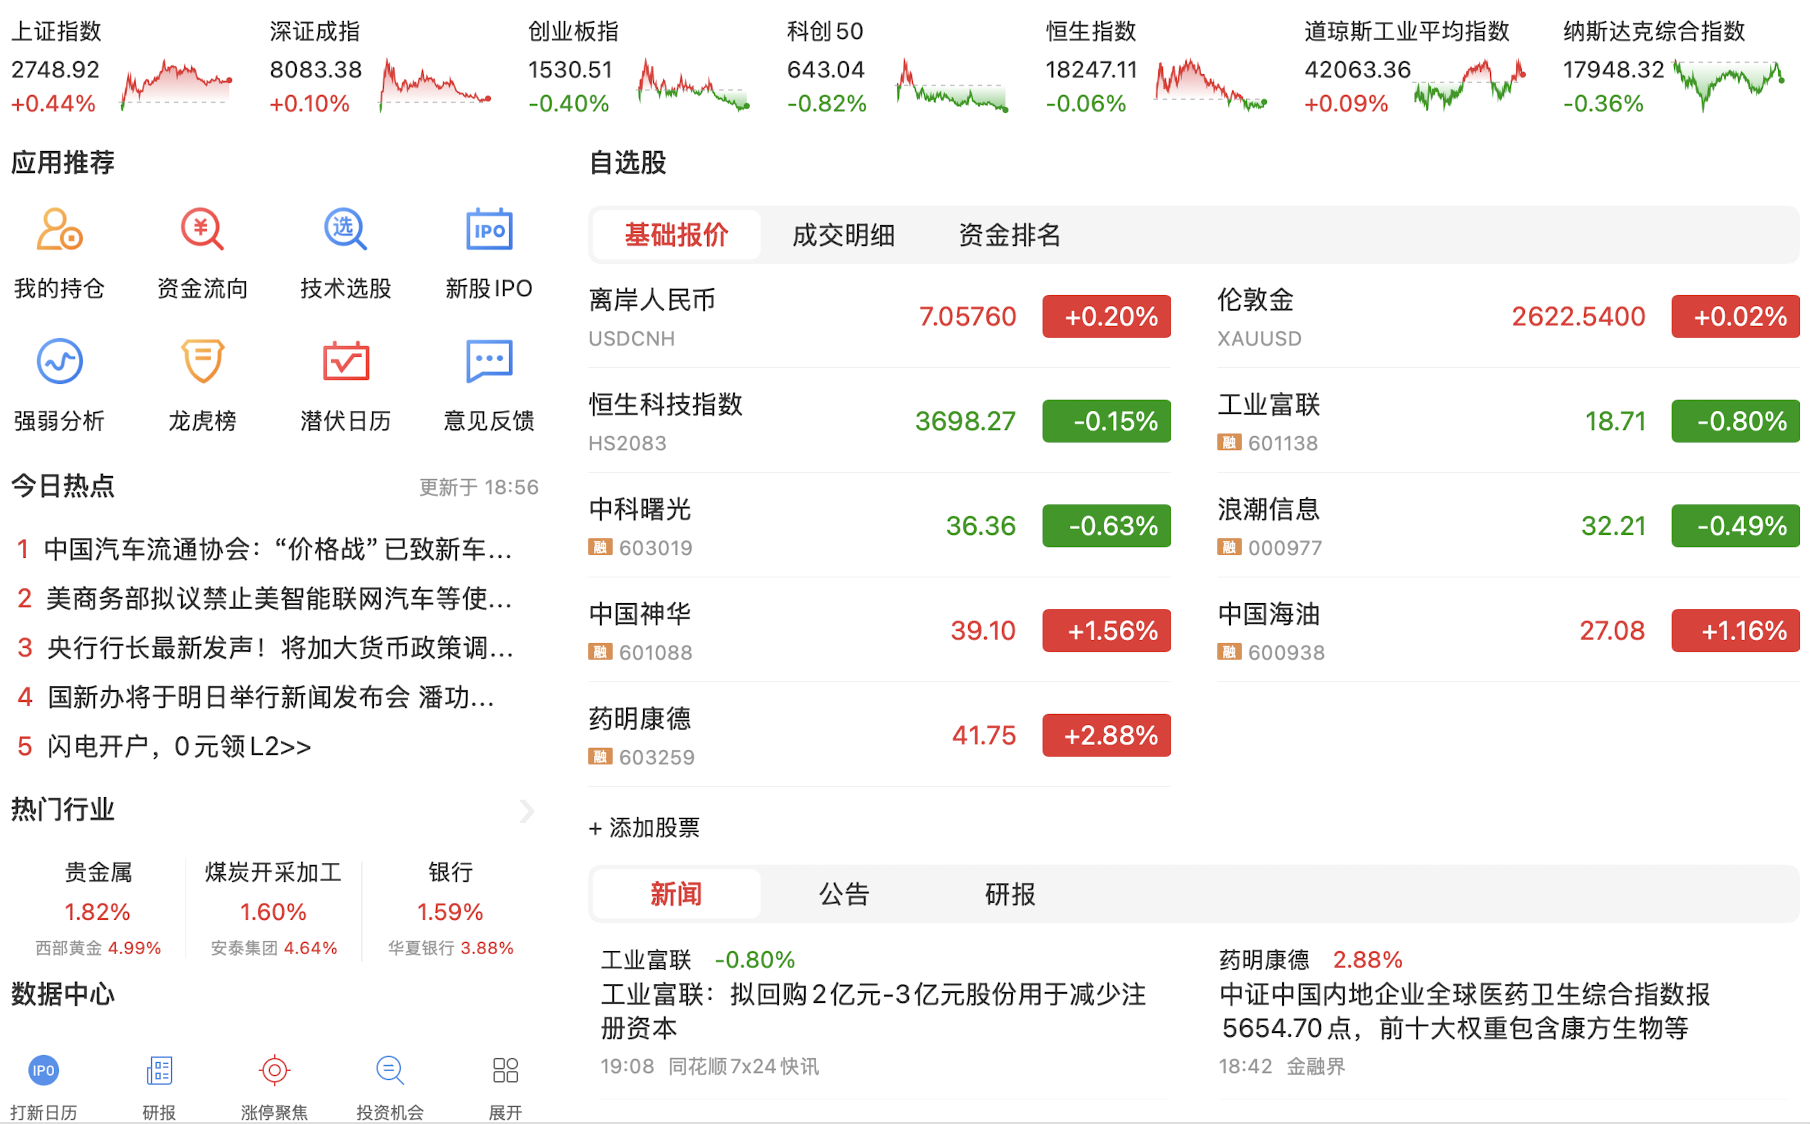 上证指数
2748.92
+0.44%
深证成指
8083.38
+0.10%
创业板指
1530.51
-0.40%
科创50
643.04
-0.82%
恒生指数
18247.11
-0.06%
道琼斯工业平均指数
42063.36
+0.09%
纳斯达克综合指数
17948.32
-0.36%
应用推荐
我的持仓
¥
资金流向
选
技术选股
IPO
新股IPO
强弱分析
龙虎榜
潜伏日历
意见反馈
今日热点
更新于 18:56
1 中国汽车流通协会：“价格战”已致新车...
2 美商务部拟议禁止美智能联网汽车等使...
3 央行行长最新发声！将加大货币政策调...
4 国新办将于明日举行新闻发布会 潘功...
5 闪电开户，0元领L2>>
热门行业
贵金属
1.82%
西部黄金 4.99%
煤炭开采加工
1.60%
安泰集团 4.64%
银行
1.59%
华夏银行 3.88%
数据中心
IPO
打新日历
研报
涨停聚焦
投资机会
展开
自选股
基础报价 成交明细 资金排名
离岸人民币
USDCNH
7.05760
+0.20%
伦敦金
XAUUSD
2622.5400
+0.02%
恒生科技指数
HS2083
3698.27
-0.15%
工业富联
融 601138
18.71
-0.80%
中科曙光
融 603019
36.36
-0.63%
浪潮信息
融 000977
32.21
-0.49%
中国神华
融 601088
39.10
+1.56%
中国海油
融 600938
27.08
+1.16%
药明康德
融 603259
41.75
+2.88%
+ 添加股票
新闻 公告 研报
工业富联 -0.80%
工业富联：拟回购2亿元-3亿元股份用于减少注
册资本
19:08 同花顺7x24快讯
药明康德 2.88%
中证中国内地企业全球医药卫生综合指数报
5654.70点，前十大权重包含康方生物等
18:42 金融界